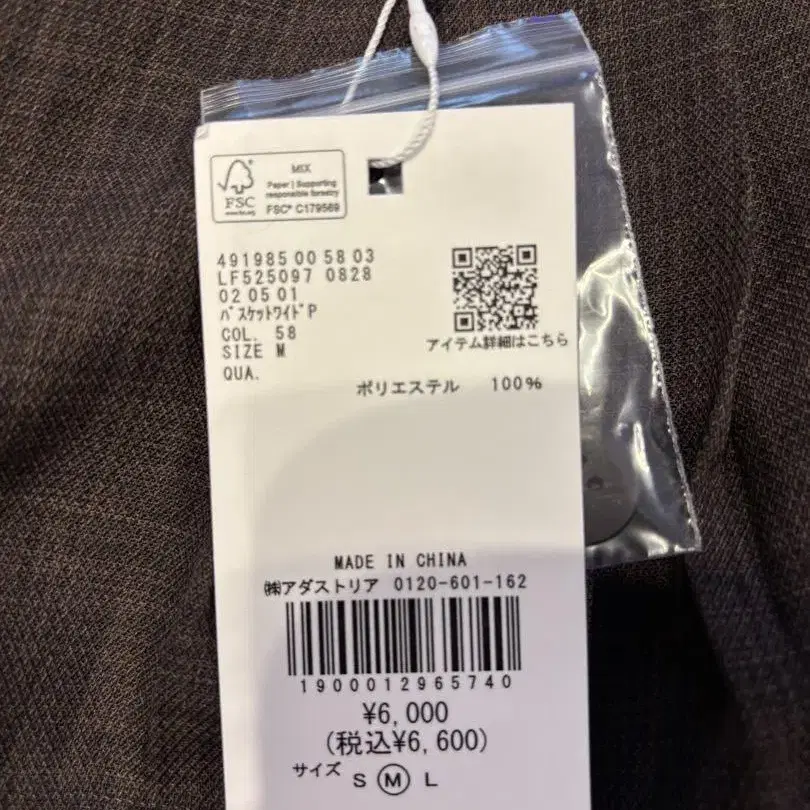 MIX
Paper | Supporting
responsible forestry
FSC
www.fsc.org
FSC® C179569
491985 00 58 03
LF525097 0828
02 05 01
ﾊﾞｽｹｯﾄﾜｲﾄﾞP
COL. 58
SIZE M
QUA.
アイテム詳細はこちら
ポリエステル 100%
MADE IN CHINA
㈱アダストリア 0120-601-162
1900012965740
¥6,000
(税込¥6,600)
サイズ S M L